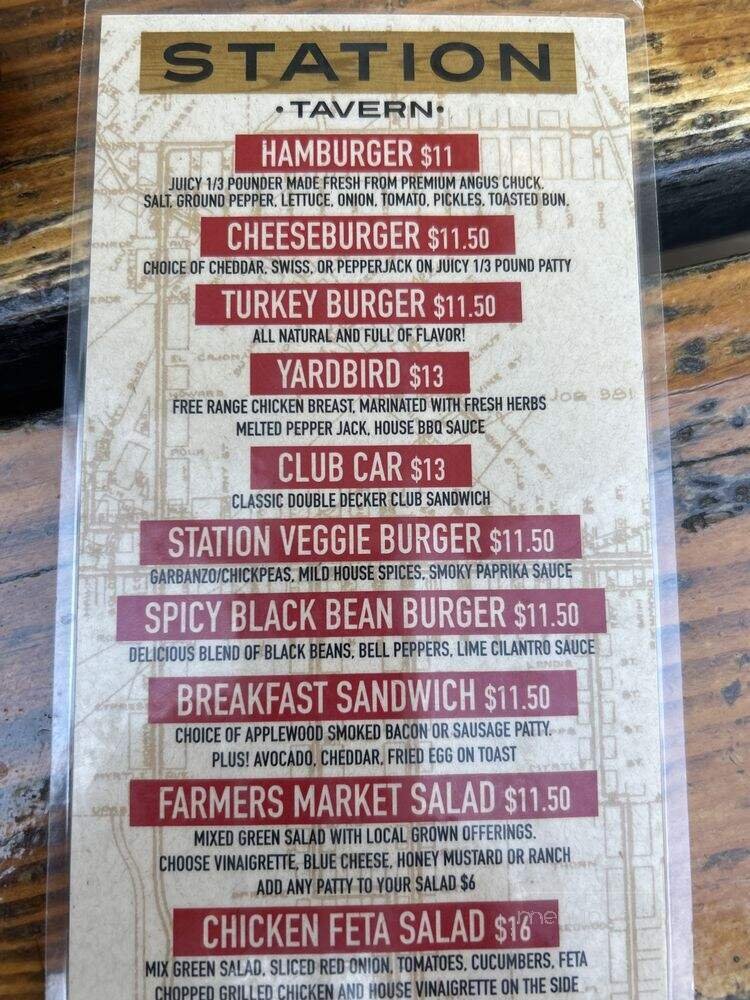 STATION
•TAVERN•
HAMBURGER $11
JUICY 1/3 POUNDER MADE FRESH FROM PREMIUM ANGUS CHUCK.
SALT, GROUND PEPPER, LETTUCE, ONION, TOMATO, PICKLES, TOASTED BUN.
CHEESEBURGER $11.50
CHOICE OF CHEDDAR, SWISS, OR PEPPERJACK ON JUICY 1/3 POUND PATTY
TURKEY BURGER $11.50
ALL NATURAL AND FULL OF FLAVOR!
YARDBIRD $13
FREE RANGE CHICKEN BREAST, MARINATED WITH FRESH HERBS
MELTED PEPPER JACK, HOUSE BBQ SAUCE
CLUB CAR $13
CLASSIC DOUBLE DECKER CLUB SANDWICH
STATION VEGGIE BURGER $11.50
GARBANZO/CHICKPEAS, MILD HOUSE SPICES, SMOKY PAPRIKA SAUCE
SPICY BLACK BEAN BURGER $11.50
DELICIOUS BLEND OF BLACK BEANS, BELL PEPPERS, LIME CILANTRO SAUCE
BREAKFAST SANDWICH $11.50
CHOICE OF APPLEWOOD SMOKED BACON OR SAUSAGE PATTY.
PLUS! AVOCADO, CHEDDAR, FRIED EGG ON TOAST
FARMERS MARKET SALAD $11.50
MIXED GREEN SALAD WITH LOCAL GROWN OFFERINGS.
CHOOSE VINAIGRETTE, BLUE CHEESE, HONEY MUSTARD OR RANCH
ADD ANY PATTY TO YOUR SALAD $6
CHICKEN FETA SALAD $16
MIX GREEN SALAD, SLICED RED ONION, TOMATOES, CUCUMBERS, FETA
CHOPPED GRILLED CHICKEN AND HOUSE VINAIGRETTE ON THE SIDE